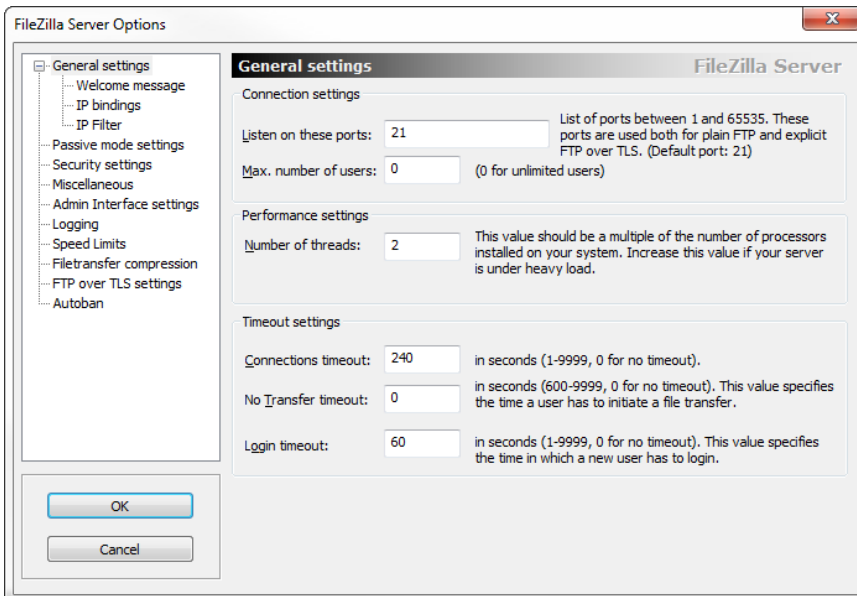 FileZilla Server Options
General settings
Welcome message
IP bindings
IP Filter
Passive mode settings
Security settings
Miscellaneous
Admin Interface settings
Logging
Speed Limits
Filetransfer compression
FTP over TLS settings
Autoban
OK
Cancel
General settings
FileZilla Server
Connection settings
Listen on these ports:
21
List of ports between 1 and 65535. These
ports are used both for plain FTP and explicit
FTP over TLS. (Default port: 21)
Max. number of users:
0
(0 for unlimited users)
Performance settings
Number of threads:
2
This value should be a multiple of the number of processors
installed on your system. Increase this value if your server
is under heavy load.
Timeout settings
Connections timeout:
240
in seconds (1-9999, 0 for no timeout).
No Transfer timeout:
0
in seconds (600-9999, 0 for no timeout). This value specifies
the time a user has to initiate a file transfer.
Login timeout:
60
in seconds (1-9999, 0 for no timeout). This value specifies
the time in which a new user has to login.